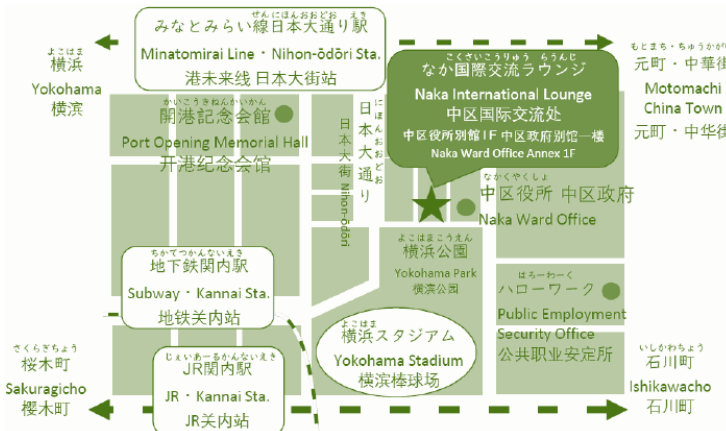 みなとみらい線日本大通り駅
せんにほんおおどお えき
Minatomirai Line・Nihon-ōdōri Sta.
港未来线 日本大街站
よこはま
横浜
Yokohama
横滨
もとまち・ちゅうかがい
元町・中華街
Motomachi
China Town
元町・中华街
こくさいこうりゅう らうんじ
なか国際交流ラウンジ
Naka International Lounge
中区国际交流处
中区役所別館1F 中区政府别馆一楼
Naka Ward Office Annex 1F
かいこうきねんかいかん
開港記念会館
Port Opening Memorial Hall
开港纪念会馆
にほんおおどお
日本大通り
日本大街 Nihon-ōdōri
なかくやくしょ
中区役所 中区政府
Naka Ward Office
よこはまこうえん
横浜公園
Yokohama Park
横滨公园
ちかてつかんないえき
地下鉄関内駅
Subway・Kannai Sta.
地铁关内站
はろーわーく
ハローワーク
Public Employment
Security Office
公共职业安定所
よこはま
横浜スタジアム
Yokohama Stadium
横滨棒球场
さくらぎちょう
桜木町
Sakuragicho
樱木町
じぇいあーるかんないえき
JR関内駅
JR・Kannai Sta.
JR关内站
いしかわちょう
石川町
Ishikawacho
石川町